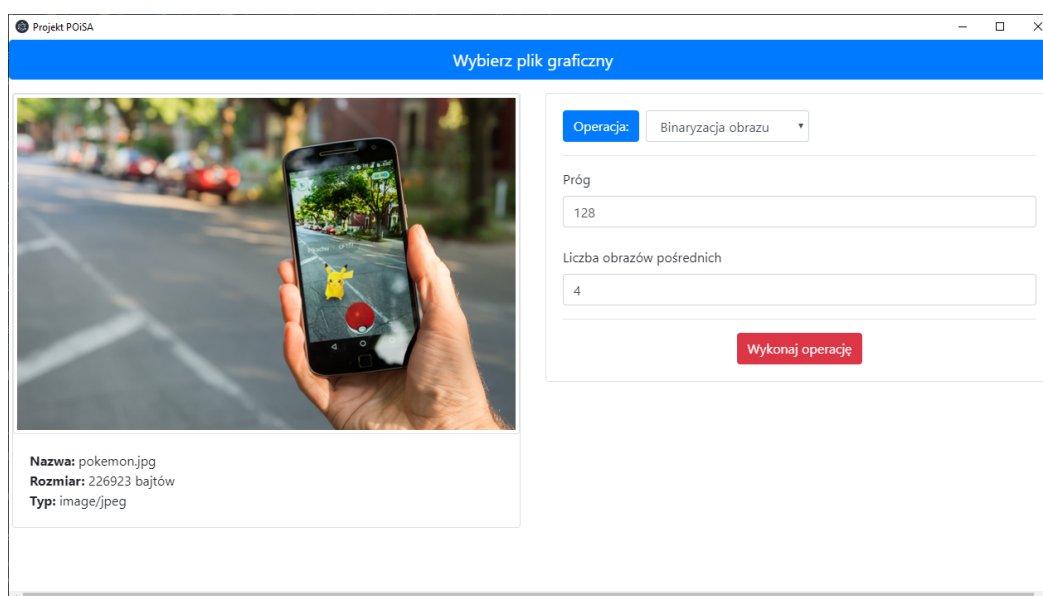 Projekt POiSA
Wybierz plik graficzny
Operacja:
Binaryzacja obrazu
Próg
128
Liczba obrazów pośrednich
4
Wykonaj operację
Nazwa: pokemon.jpg
Rozmiar: 226923 bajtów
Typ: image/jpeg